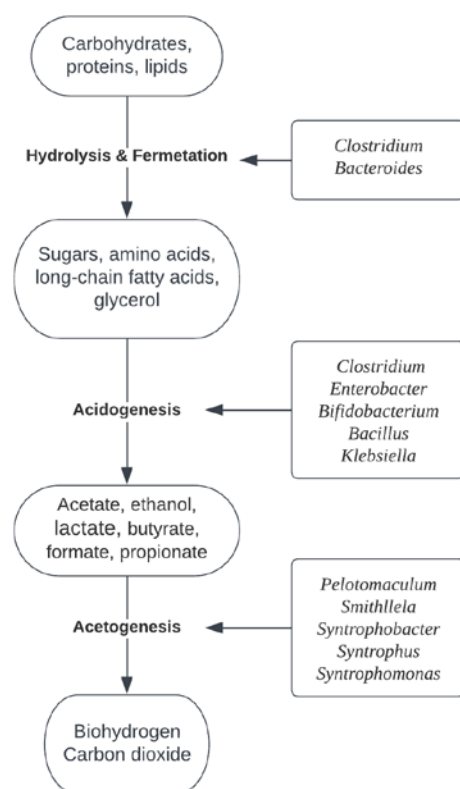 Carbohydrates,
proteins, lipids
Hydrolysis & Fermetation
Clostridium
Bacteroides
Sugars, amino acids,
long-chain fatty acids,
glycerol
Clostridium
Enterobacter
Bifidobacterium
Bacillus
Klebsiella
Acidogenesis
Acetate, ethanol,
lactate, butyrate,
formate, propionate
Pelotomaculum
Smithllela
Syntrophobacter
Syntrophus
Syntrophomonas
Acetogenesis
Biohydrogen
Carbon dioxide